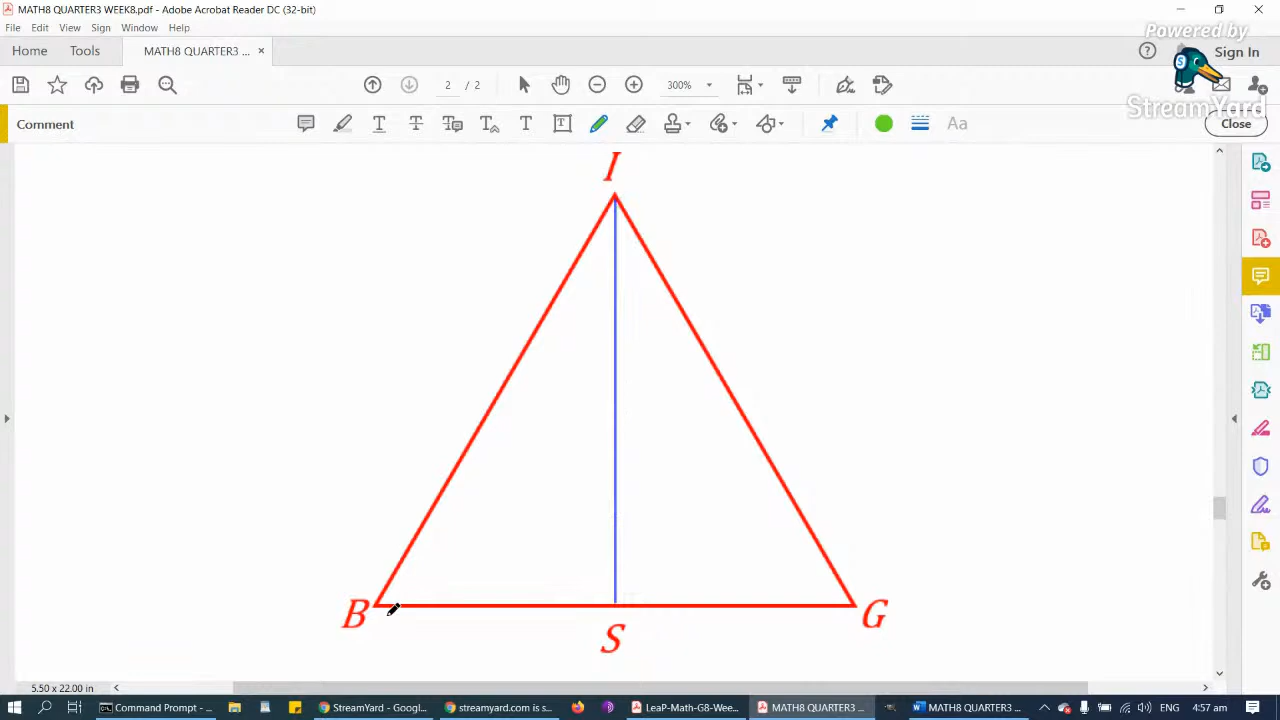 MATH8 QUARTER3 WEEK8.pdf - Adobe Acrobat Reader DC (32-bit)
File Edit View Sign Window Help
Powered by
Home Tools MATH8 QUARTER3 ... × Sign In
StreamYard
2 / 2 300%
Comment Aa Close
I
B G
S
5.50 x 22.00 in
Command Prompt - ... StreamYard - Googl... streamyard.com is s... LeaP-Math-G8-Wee... MATH8 QUARTER3 ... MATH8 QUARTER3 ... ENG 4:57 am